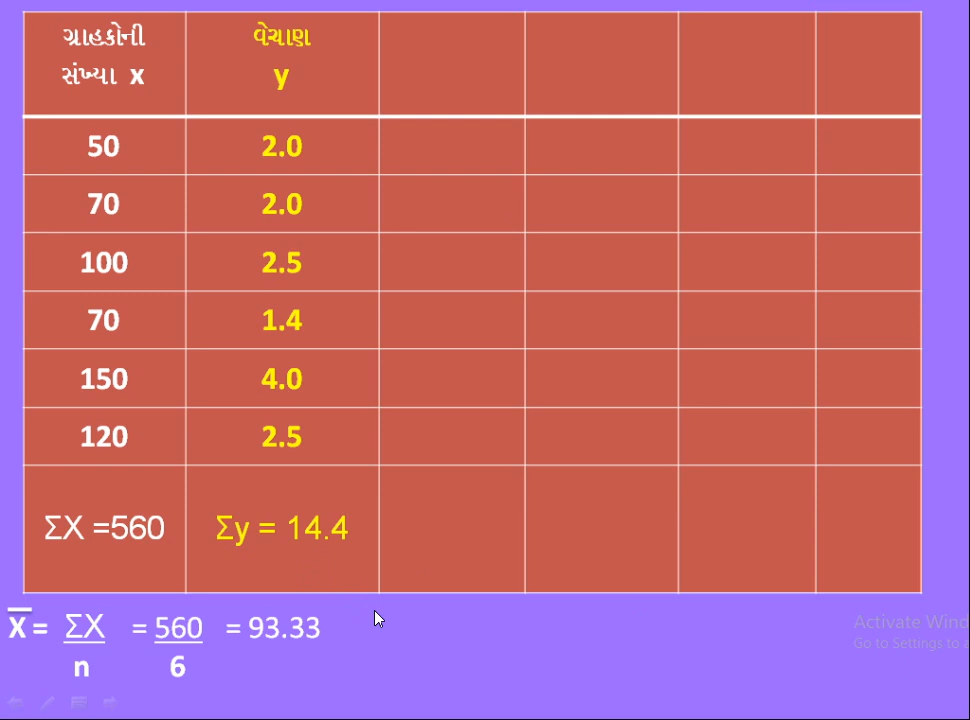 ગ્રાહકોની
સંખ્યા x
વેચાણ
y
50 2.0
70 2.0
100 2.5
70 1.4
150 4.0
120 2.5
ΣX =560 Σy = 14.4
X̅ = ΣX = 560 = 93.33
n 6
Activate Wind
Go to Settings to a